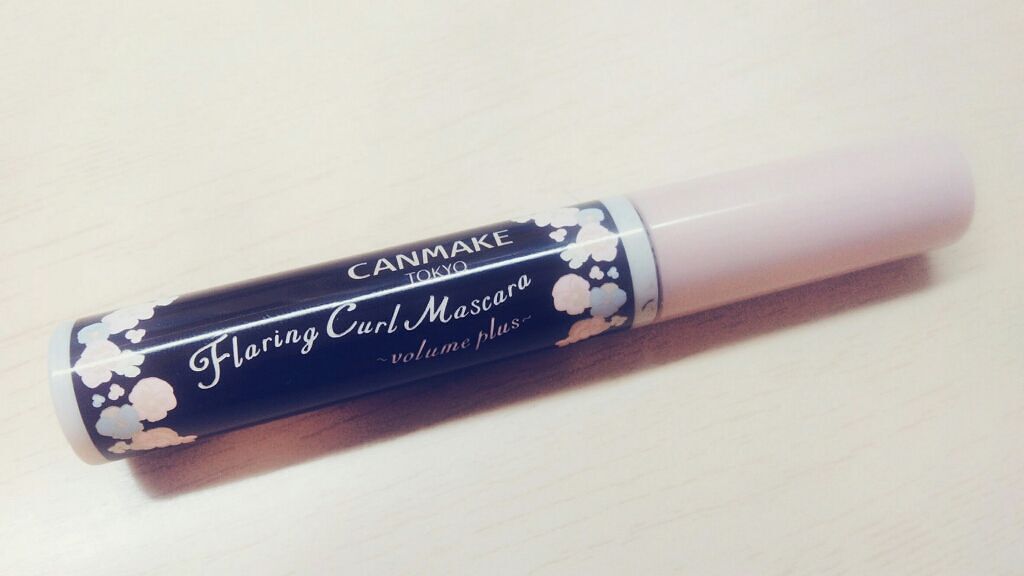 CANMAKE
TOKYO
Flaring Curl Mascara
~volume plus~